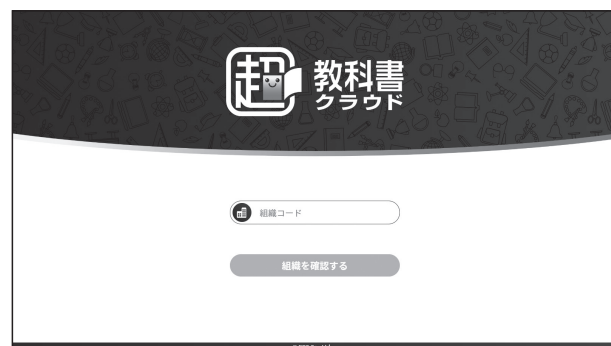 超
教科書
クラウド
組織コード
組織を確認する